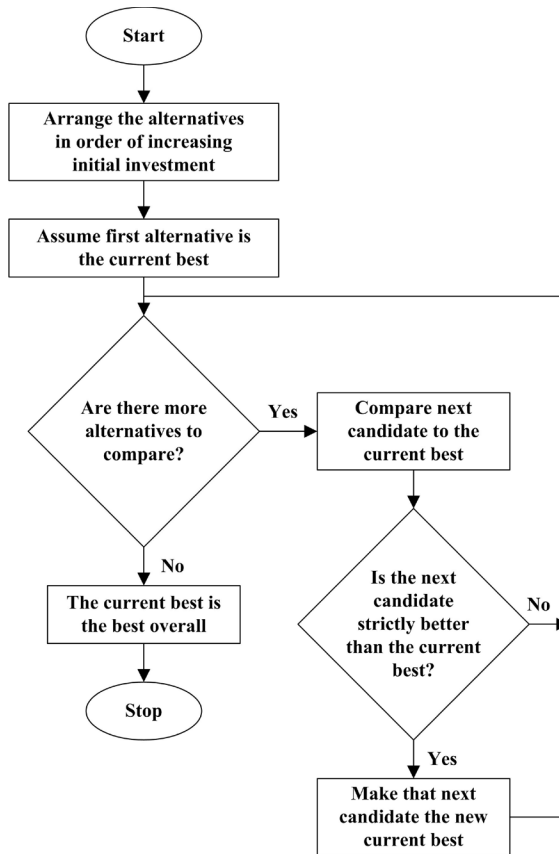 Start
Arrange the alternatives
in order of increasing
initial investment
Assume first alternative is
the current best
Are there more
alternatives to
compare?
Yes
Compare next
candidate to the
current best
Is the next
candidate
strictly better
than the current
best?
No
Yes
Make that next
candidate the new
current best
No
The current best is
the best overall
Stop